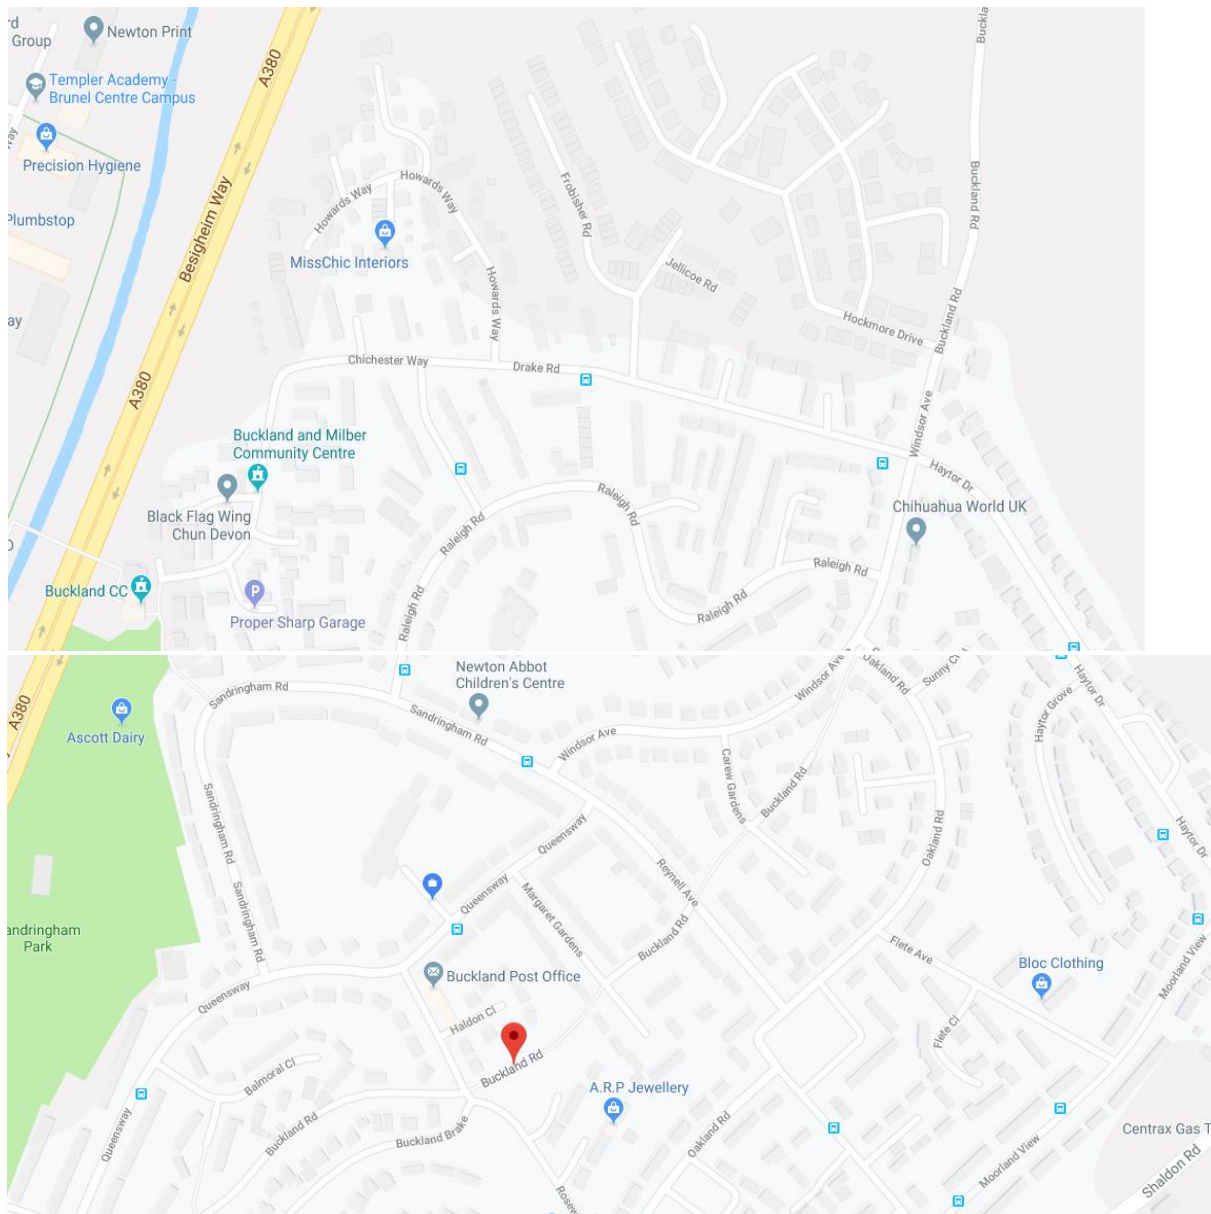 rd
Group
Newton Print
A380
Buckla
Templer Academy -
Brunel Centre Campus
Precision Hygiene
Plumbstop
Besigheim Way
Howards Way
Howards Way
Frobisher Rd
Buckland Rd
MissChic Interiors
Jellicoe Rd
Howards Way
ay
Hockmore Drive
Buckland Rd
Chichester Way
Drake Rd
A380
Windsor Ave
Buckland and Milber
Community Centre
Haytor Dr
Black Flag Wing
Chun Devon
Raleigh Rd
Raleigh Rd
Chihuahua World UK
Raleigh Rd
Buckland CC
P
Proper Sharp Garage
Raleigh Rd
Raleigh Rd
Newton Abbot
Children's Centre
Windsor Ave
Oakland Rd
Sandringham Rd
Haytor Dr
A380
Ascott Dairy
Sandringham Rd
Windsor Ave
Haytor Grove
Carew Gardens
Buckland Rd
Sandringham Rd
Queensway
Oakland Rd
Haytor Dr
Reynell Ave
Queensway
Margaret Gardens
Sandringham Rd
andringham
Park
Buckland Rd
Flete Ave
Bloc Clothing
Moorland View
Buckland Post Office
Queensway
Haldon Cl
Flete Cl
Buckland Rd
Balmoral Cl
A.R.P Jewellery
Queensway
Buckland Rd
Buckland Brake
Oakland Rd
Centrax Gas T
Moorland View
Shaldon Rd
Rosew